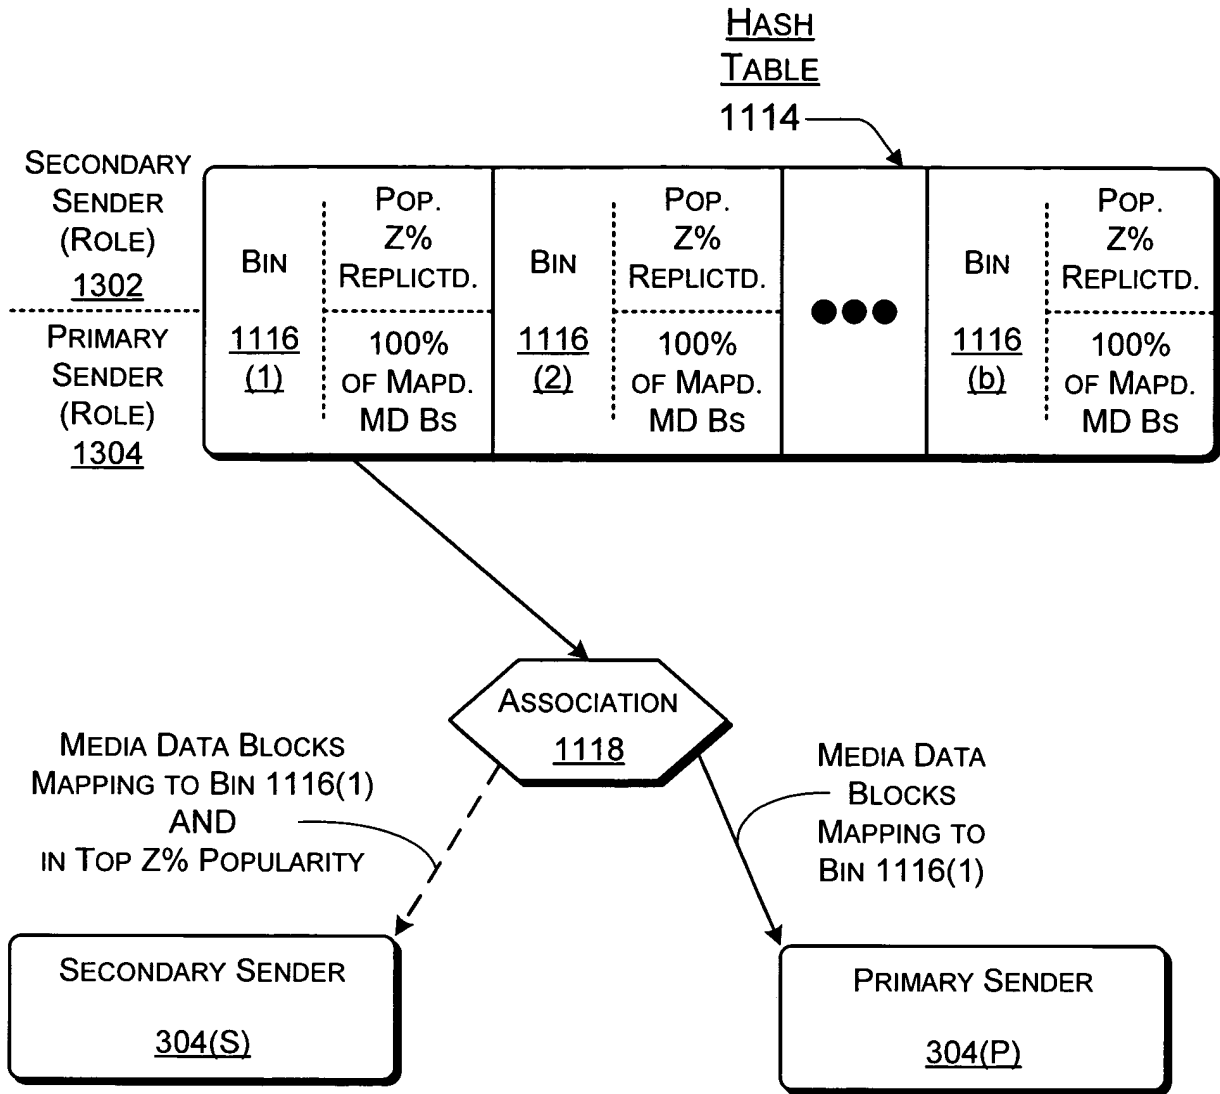 HASH
TABLE
1114
SECONDARY
SENDER
(ROLE)
1302
PRIMARY
SENDER
(ROLE)
1304
BIN
1116
(1)
POP.
Z%
REPLICTD.
100%
OF MAPD.
MD BS
BIN
1116
(2)
POP.
Z%
REPLICTD.
100%
OF MAPD.
MD BS
BIN
1116
(b)
POP.
Z%
REPLICTD.
100%
OF MAPD.
MD BS
ASSOCIATION
1118
MEDIA DATA BLOCKS
MAPPING TO BIN 1116(1)
AND
IN TOP Z% POPULARITY
MEDIA DATA
BLOCKS
MAPPING TO
BIN 1116(1)
SECONDARY SENDER
304(S)
PRIMARY SENDER
304(P)